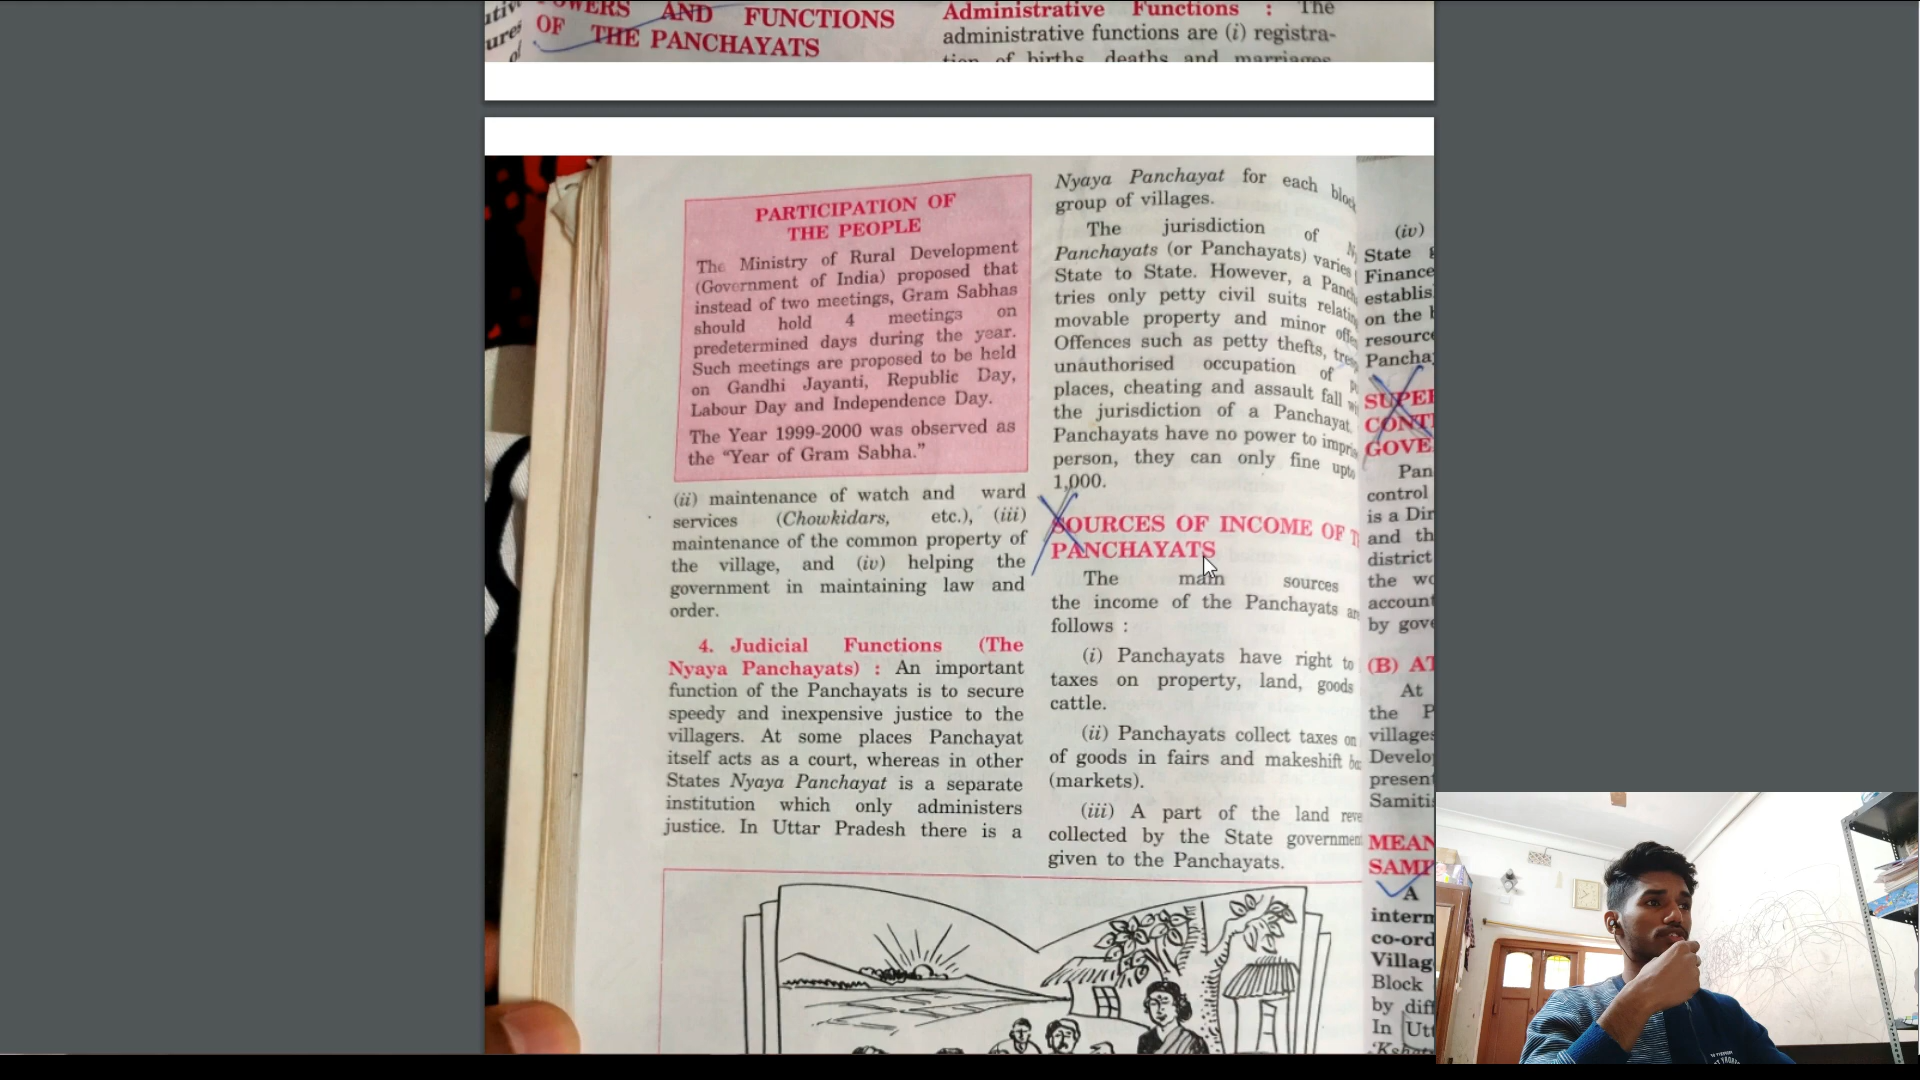 POWERS AND FUNCTIONS
OF THE PANCHAYATS
Administrative Functions : The
administrative functions are (i) registra-
tion of births, deaths and marriages,
PARTICIPATION OF
THE PEOPLE
The Ministry of Rural Development
(Government of India) proposed that
instead of two meetings, Gram Sabhas
should hold 4 meetings on
predetermined days during the year.
Such meetings are proposed to be held
on Gandhi Jayanti, Republic Day,
Labour Day and Independence Day.
The Year 1999-2000 was observed as
the “Year of Gram Sabha.”
(ii) maintenance of watch and ward
services (Chowkidars, etc.), (iii)
maintenance of the common property of
the village, and (iv) helping the
government in maintaining law and
order.
4. Judicial Functions (The
Nyaya Panchayats) : An important
function of the Panchayats is to secure
speedy and inexpensive justice to the
villagers. At some places Panchayat
itself acts as a court, whereas in other
States Nyaya Panchayat is a separate
institution which only administers
justice. In Uttar Pradesh there is a
Nyaya Panchayat for each block
group of villages.
The jurisdiction of
Panchayats (or Panchayats) varies
State to State. However, a
tries only petty civil suits
movable property and minor
Offences such as petty thefts,
unauthorised occupation of
places, cheating and assault fall
the jurisdiction of a Panchayat.
Panchayats have no power to
person, they can only fine upto
1,000.
SOURCES OF INCOME OF
PANCHAYATS
The main sources
the income of the Panchayats
follows :
(i) Panchayats have right to
taxes on property, land, goods
cattle.
(ii) Panchayats collect taxes on
of goods in fairs and makeshift
(markets).
(iii) A part of the land
collected by the State
given to the Panchayats.
(iv)
State
Finance
on the
control
is a
and
district
the
by
(B)
At
the
MEAN
A
Block
by
In